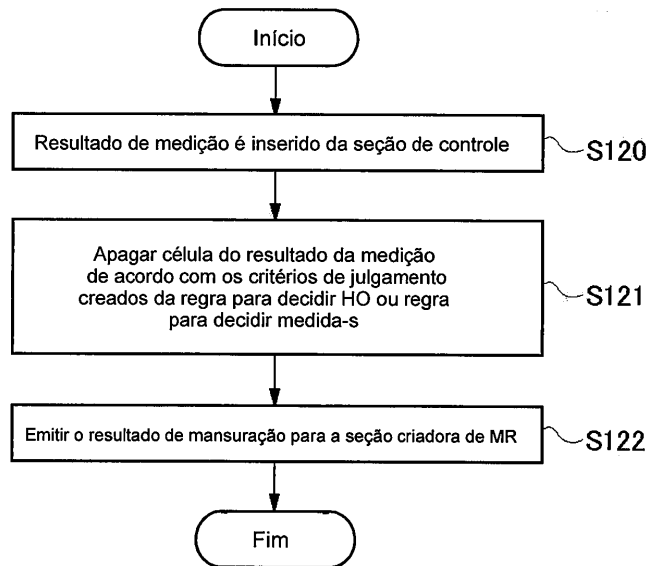 Início
Resultado de medição é inserido da seção de controle
S120
Apagar célula do resultado da medição
de acordo com os critérios de julgamento
creados da regra para decidir HO ou regra
para decidir medida-s
S121
Emitir o resultado de mansuração para a seção criadora de MR
S122
Fim